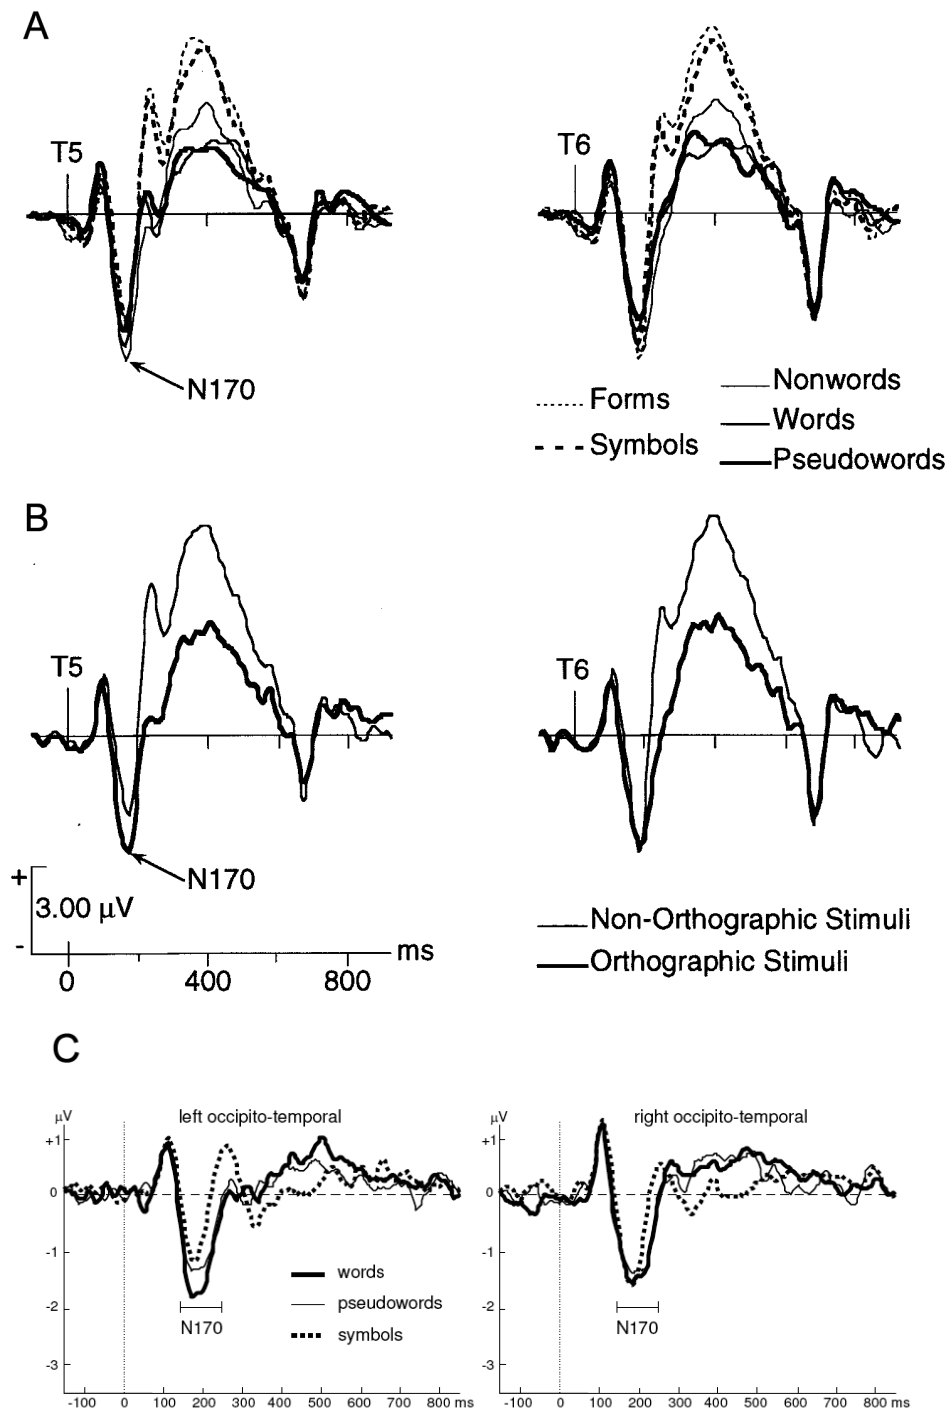 A
T5
T6
N170
Forms
Symbols
Nonwords
Words
Pseudowords
B
T5
T6
N170
+
3.00 µV
-
ms
0 400 800
Non-Orthographic Stimuli
Orthographic Stimuli
C
µV left occipito-temporal
+1
0
-1
-2
-3
words
pseudowords
symbols
N170
-100 0 100 200 300 400 500 600 700 800 ms
µV right occipito-temporal
+1
0
-1
-2
-3
N170
-100 0 100 200 300 400 500 600 700 800 ms